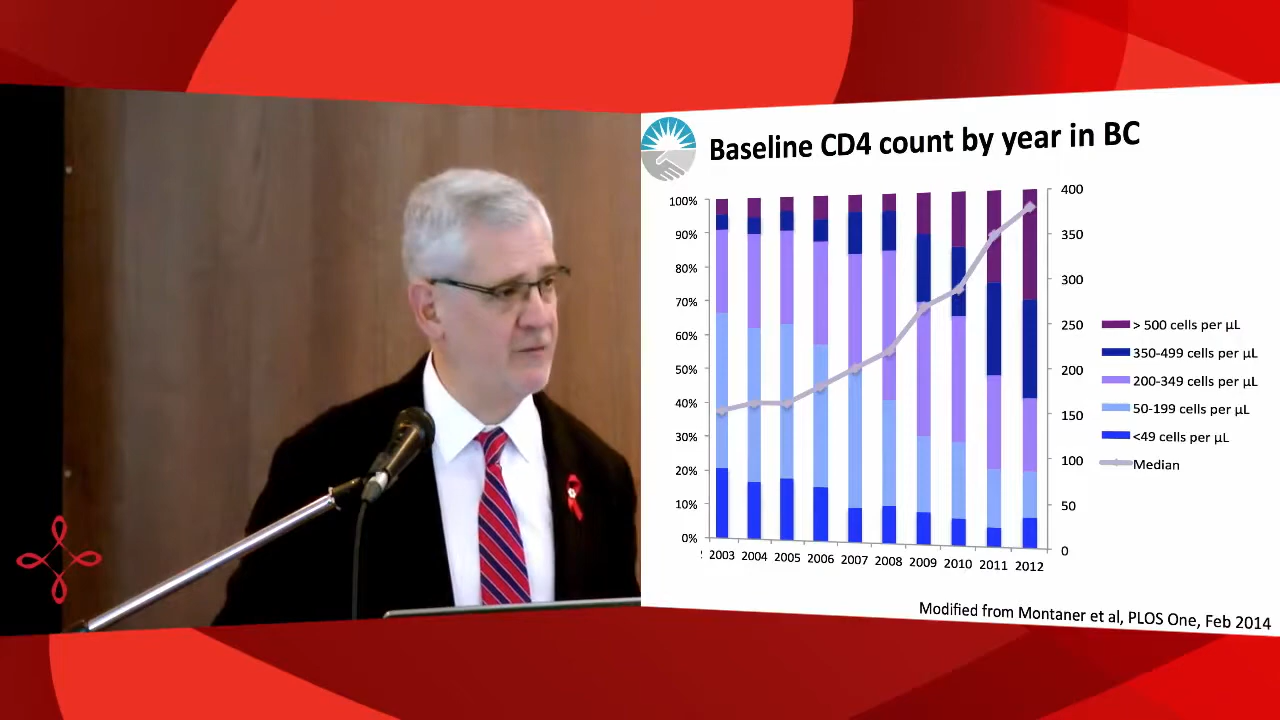 Baseline CD4 count by year in BC
100%
90%
80%
70%
60%
50%
40%
30%
20%
10%
0%
400
350
300
250
200
150
100
50
0
2003 2004 2005 2006 2007 2008 2009 2010 2011 2012
> 500 cells per µL
350-499 cells per µL
200-349 cells per µL
50-199 cells per µL
<49 cells per µL
Median
Modified from Montaner et al, PLOS One, Feb 2014